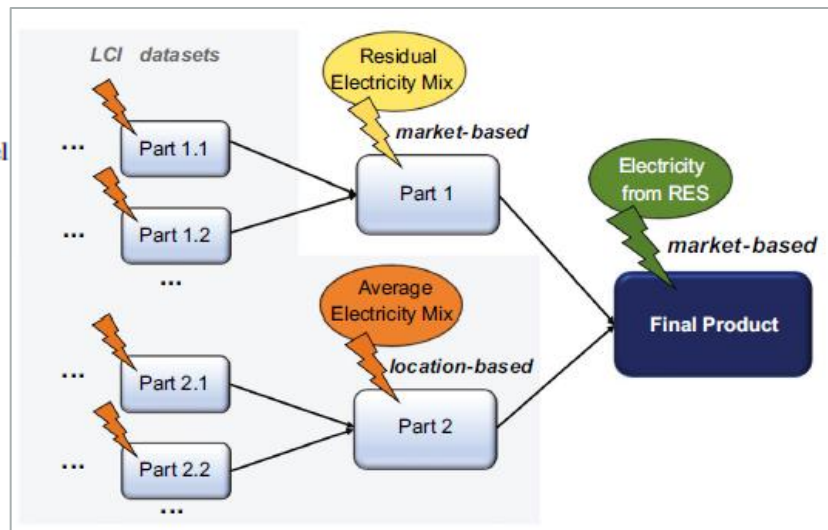 LCI datasets
Residual
Electricity Mix
market-based
Part 1.1
...
Part 1
Electricity
from RES
market-based
Part 1.2
...
...
Average
Electricity Mix
location-based
Final Product
Part 2.1
...
Part 2
Part 2.2
...
...